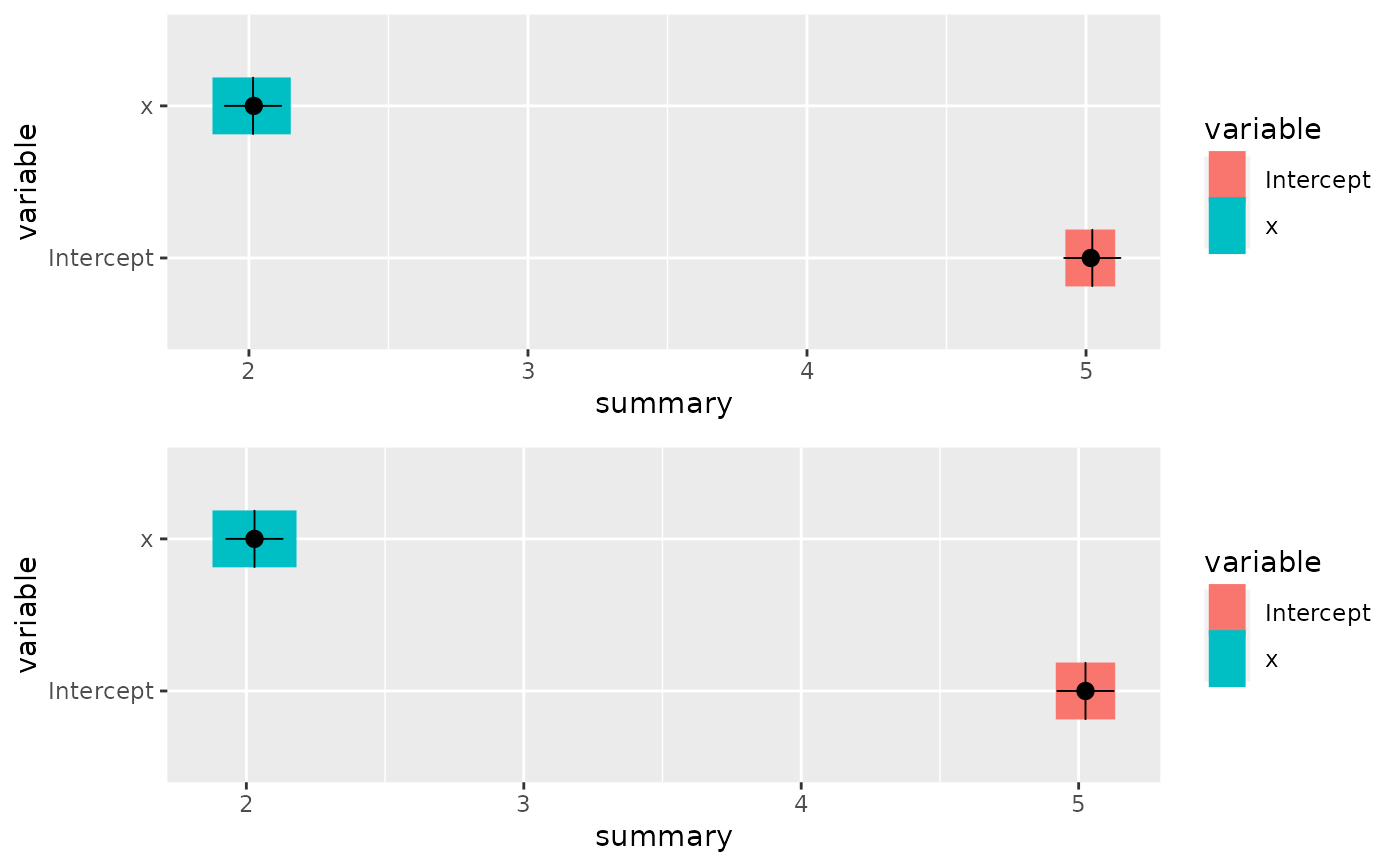 variable
x
Intercept
2 3 4 5
summary
variable
Intercept
x
variable
x
Intercept
2 3 4 5
summary
variable
Intercept
x